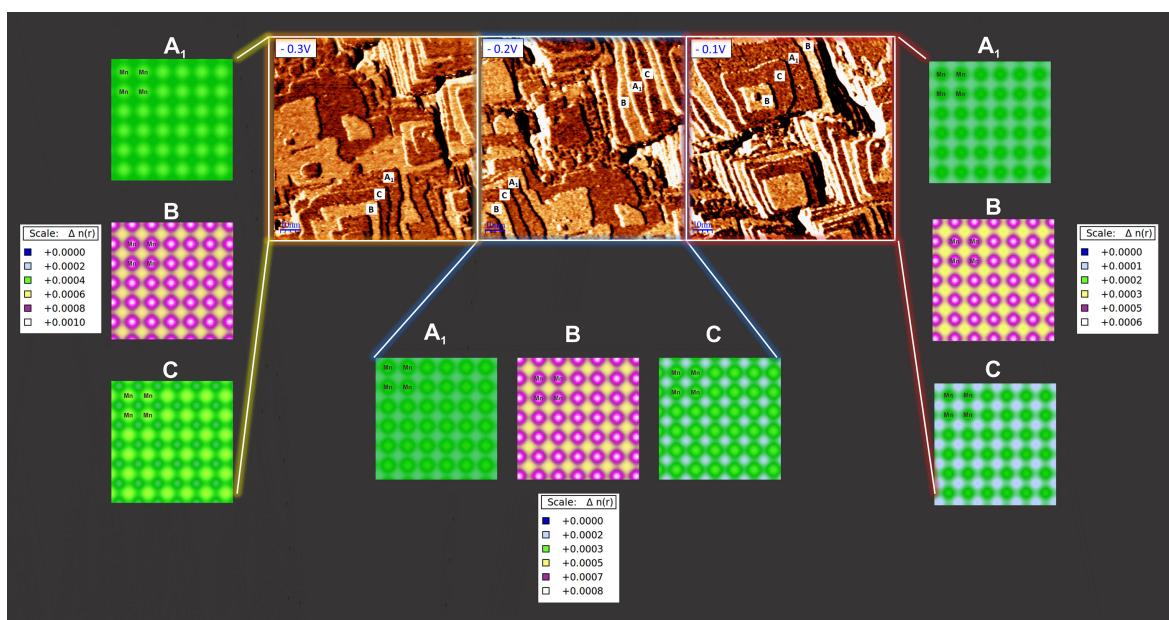 A₁
Mn Mn
Mn Mn
B
Scale: Δ n(r)
+0.0000
+0.0002
+0.0004
+0.0006
+0.0008
+0.0010
Mn Mn
Mn Mn
C
Mn Mn
Mn Mn
- 0.3V
A₁
C
B
- 0.2V
C
A₁
B
A₁
C
B
- 0.1V
B
A₁
C
B
A₁
Mn Mn
Mn Mn
B
Mn Mn
Mn Mn
C
Mn Mn
Mn Mn
Scale: Δ n(r)
+0.0000
+0.0002
+0.0003
+0.0005
+0.0007
+0.0008
A₁
Mn Mn
Mn Mn
B
Mn Mn
Mn Mn
Scale: Δ n(r)
+0.0000
+0.0001
+0.0002
+0.0003
+0.0005
+0.0006
C
Mn Mn
Mn Mn